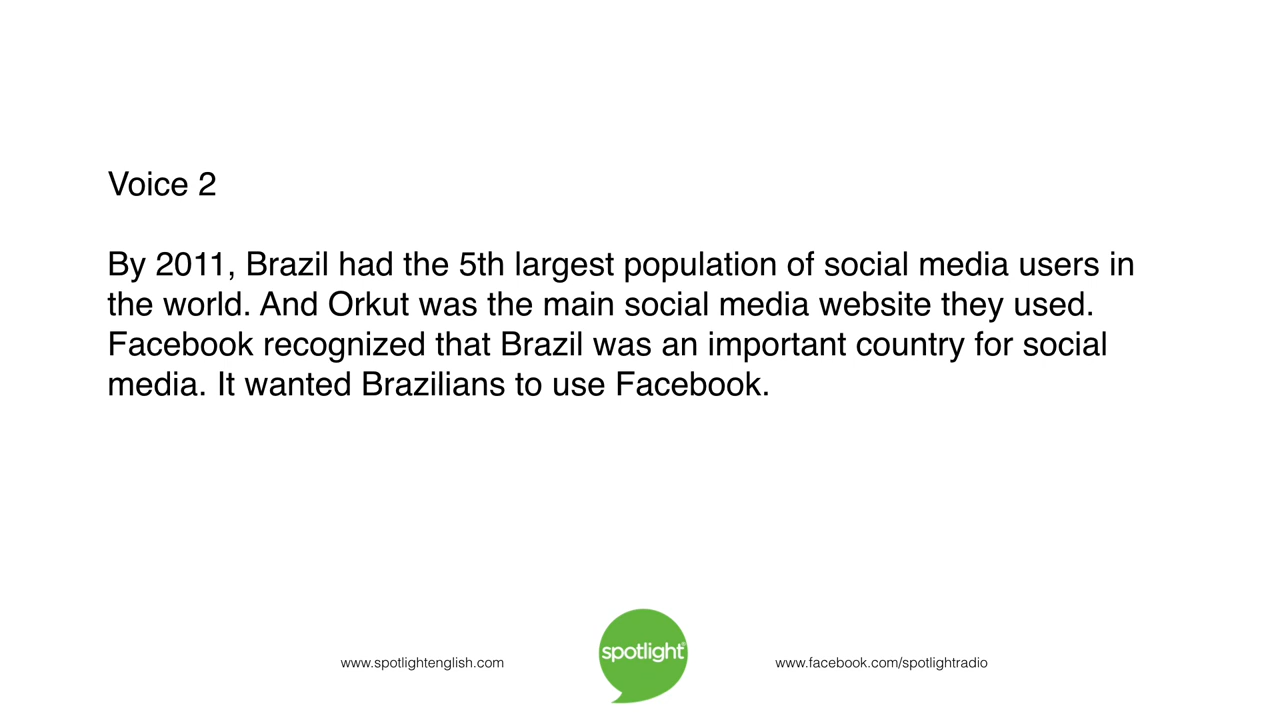 Voice 2
By 2011, Brazil had the 5th largest population of social media users in
the world. And Orkut was the main social media website they used.
Facebook recognized that Brazil was an important country for social
media. It wanted Brazilians to use Facebook.
www.spotlightenglish.com
spotlight®
www.facebook.com/spotlightradio